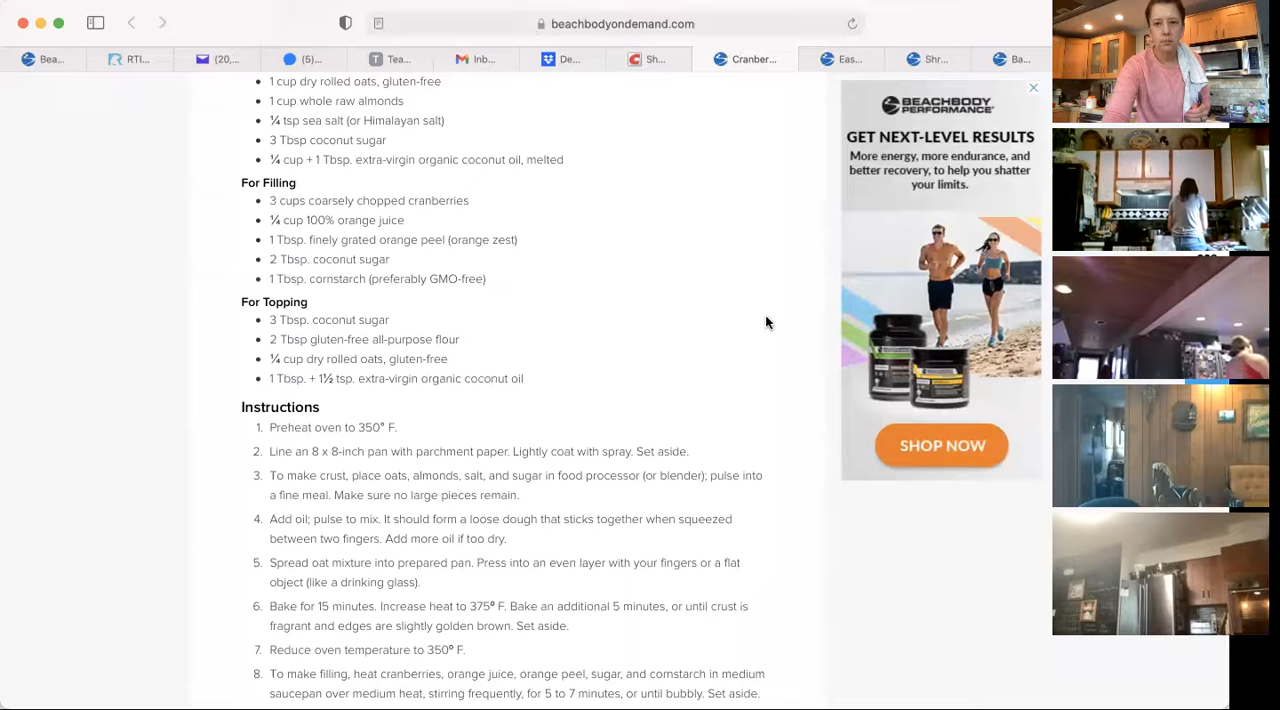 beachbodyondemand.com
Bea...
RTI...
(20,...
(6)...
T
Tea...
Inb...
De...
Sh...
Cranber...
Eas...
Shr...
Ba...
1 cup dry rolled oats, gluten-free
1 cup whole raw almonds
¼ tsp sea salt (or Himalayan salt)
3 Tbsp coconut sugar
¼ cup + 1 Tbsp. extra-virgin organic coconut oil, melted
For Filling
3 cups coarsely chopped cranberries
¼ cup 100% orange juice
1 Tbsp. finely grated orange peel (orange zest)
2 Tbsp. coconut sugar
1 Tbsp. cornstarch (preferably GMO-free)
For Topping
3 Tbsp. coconut sugar
2 Tbsp gluten-free all-purpose flour
¼ cup dry rolled oats, gluten-free
1 Tbsp. + 1½ tsp. extra-virgin organic coconut oil
Instructions
1. Preheat oven to 350° F.
2. Line an 8 x 8-inch pan with parchment paper. Lightly coat with spray. Set aside.
3. To make crust, place oats, almonds, salt, and sugar in food processor (or blender); pulse into
a fine meal. Make sure no large pieces remain.
4. Add oil; pulse to mix. It should form a loose dough that sticks together when squeezed
between two fingers. Add more oil if too dry.
5. Spread oat mixture into prepared pan. Press into an even layer with your fingers or a flat
object (like a drinking glass).
6. Bake for 15 minutes. Increase heat to 375º F. Bake an additional 5 minutes, or until crust is
fragrant and edges are slightly golden brown. Set aside.
7. Reduce oven temperature to 350º F.
8. To make filling, heat cranberries, orange juice, orange peel, sugar, and cornstarch in medium
saucepan over medium heat, stirring frequently, for 5 to 7 minutes, or until bubbly. Set aside.
BEACHBODY
PERFORMANCE
GET NEXT-LEVEL RESULTS
More energy, more endurance, and
better recovery, to help you shatter
your limits.
SHOP NOW